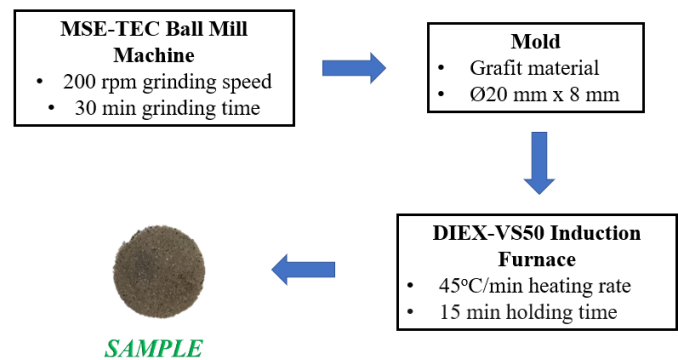 MSE-TEC Ball Mill
Machine
• 200 rpm grinding speed
• 30 min grinding time
Mold
• Grafit material
• Ø20 mm x 8 mm
DIEX-VS50 Induction
Furnace
• 45°C/min heating rate
• 15 min holding time
SAMPLE